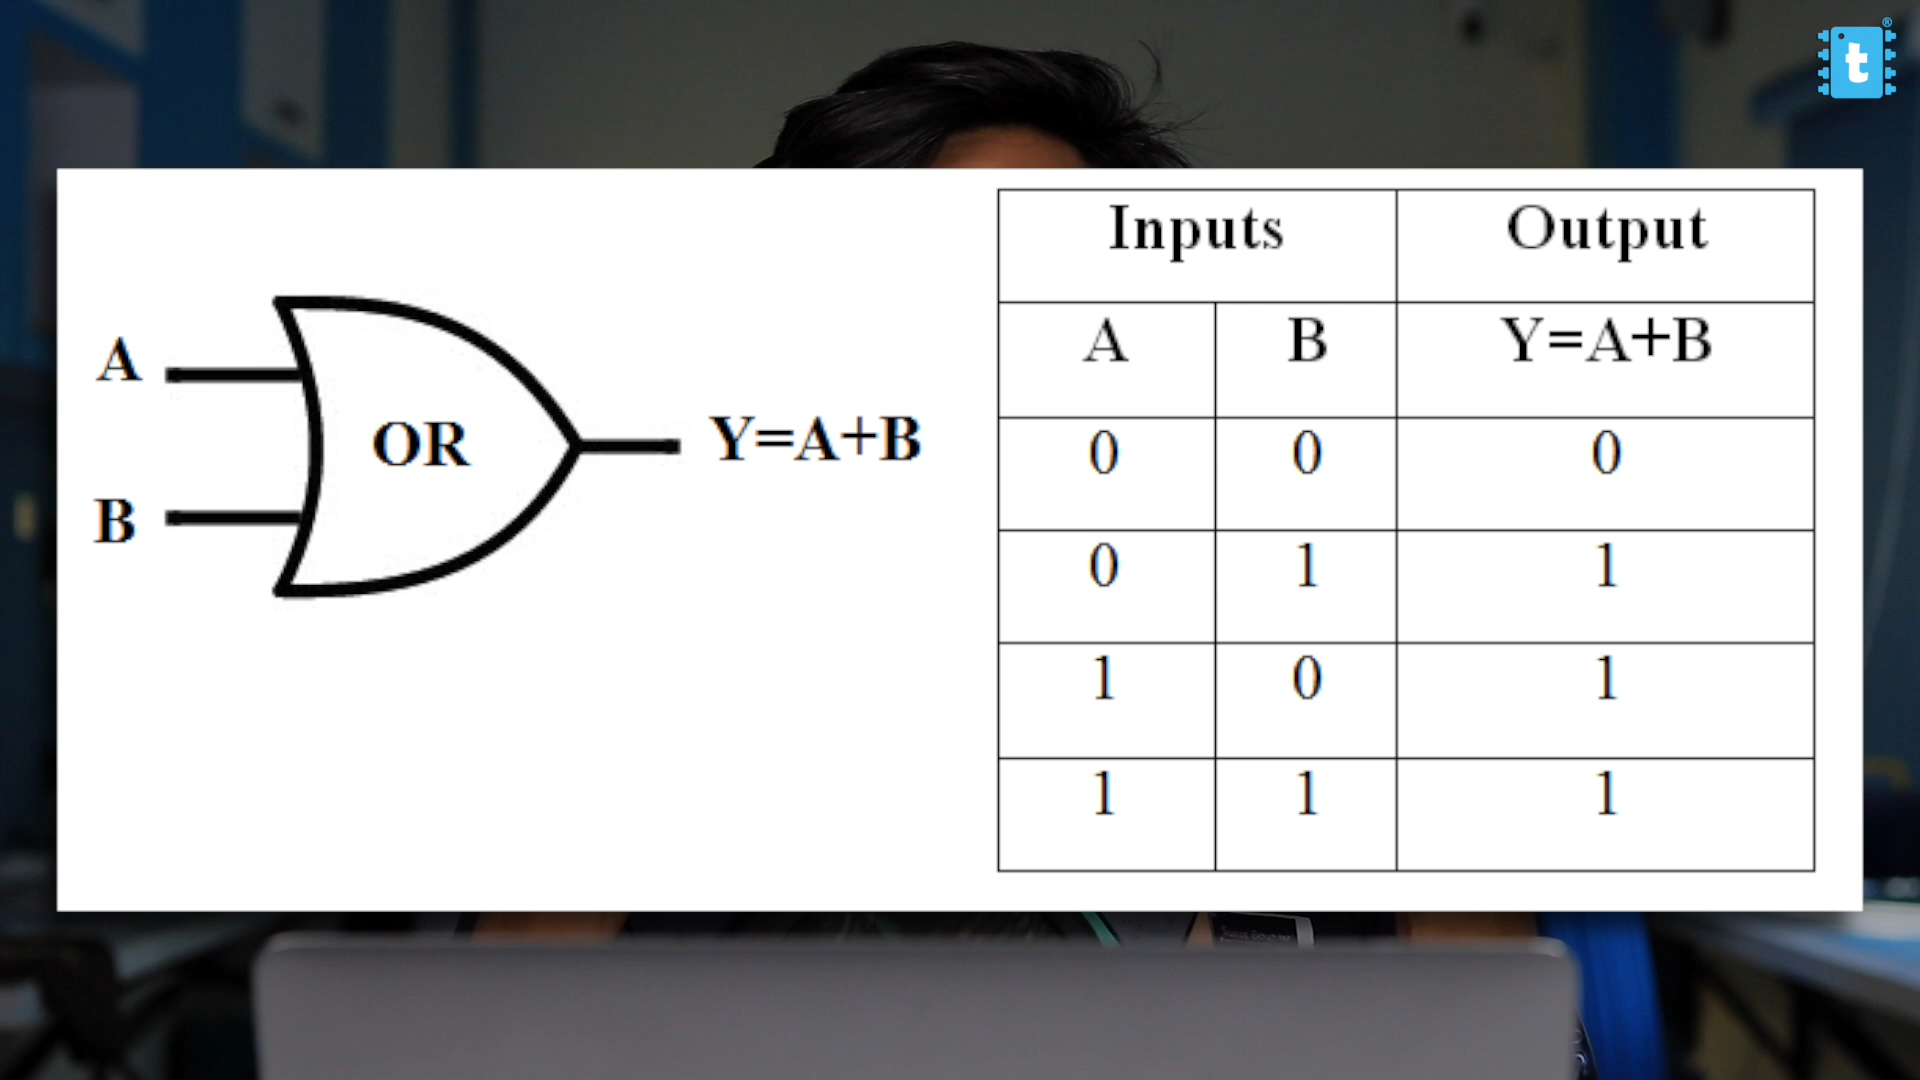 t
®
A
B
OR
Y=A+B
Inputs Output
A B Y=A+B
0 0 0
0 1 1
1 0 1
1 1 1